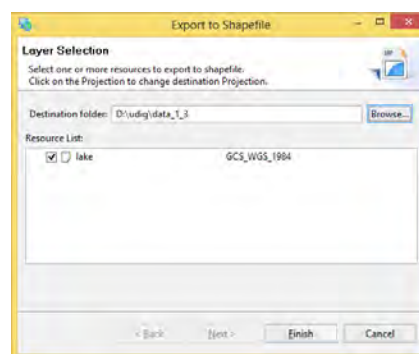 Export to Shapefile
Layer Selection
Select one or more resources to export to shapefile.
Click on the Projection to change destination Projection.
Destination folder: D:\udig\data_1_3 Browse...
Resource List:
lake GCS_WGS_1984
< Back Next > Finish Cancel